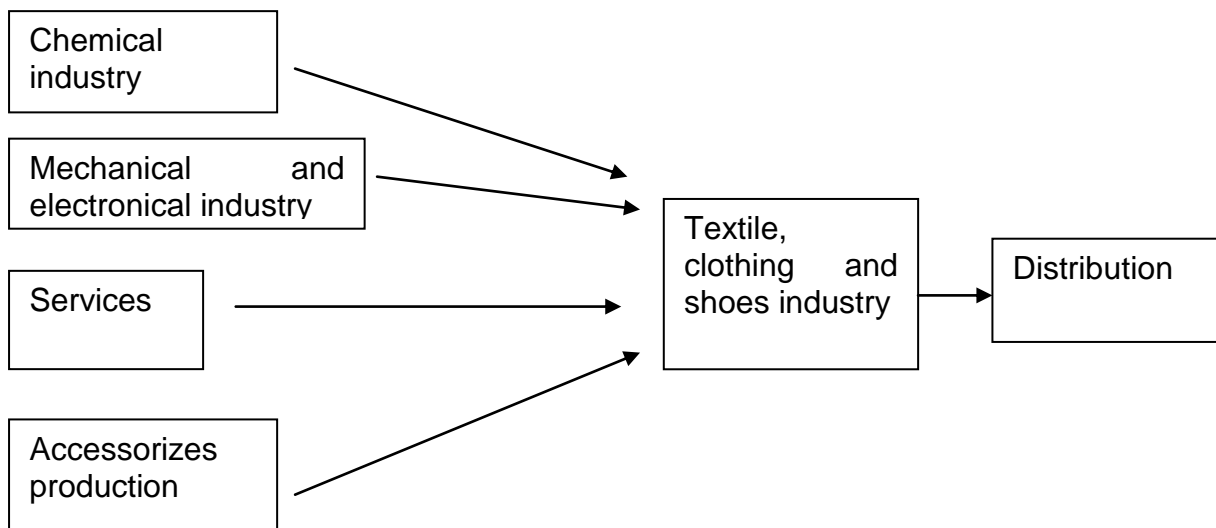 Chemical
industry
Mechanical and
electronical industry
Services
Accessorizes
production
Textile,
clothing and
shoes industry
Distribution